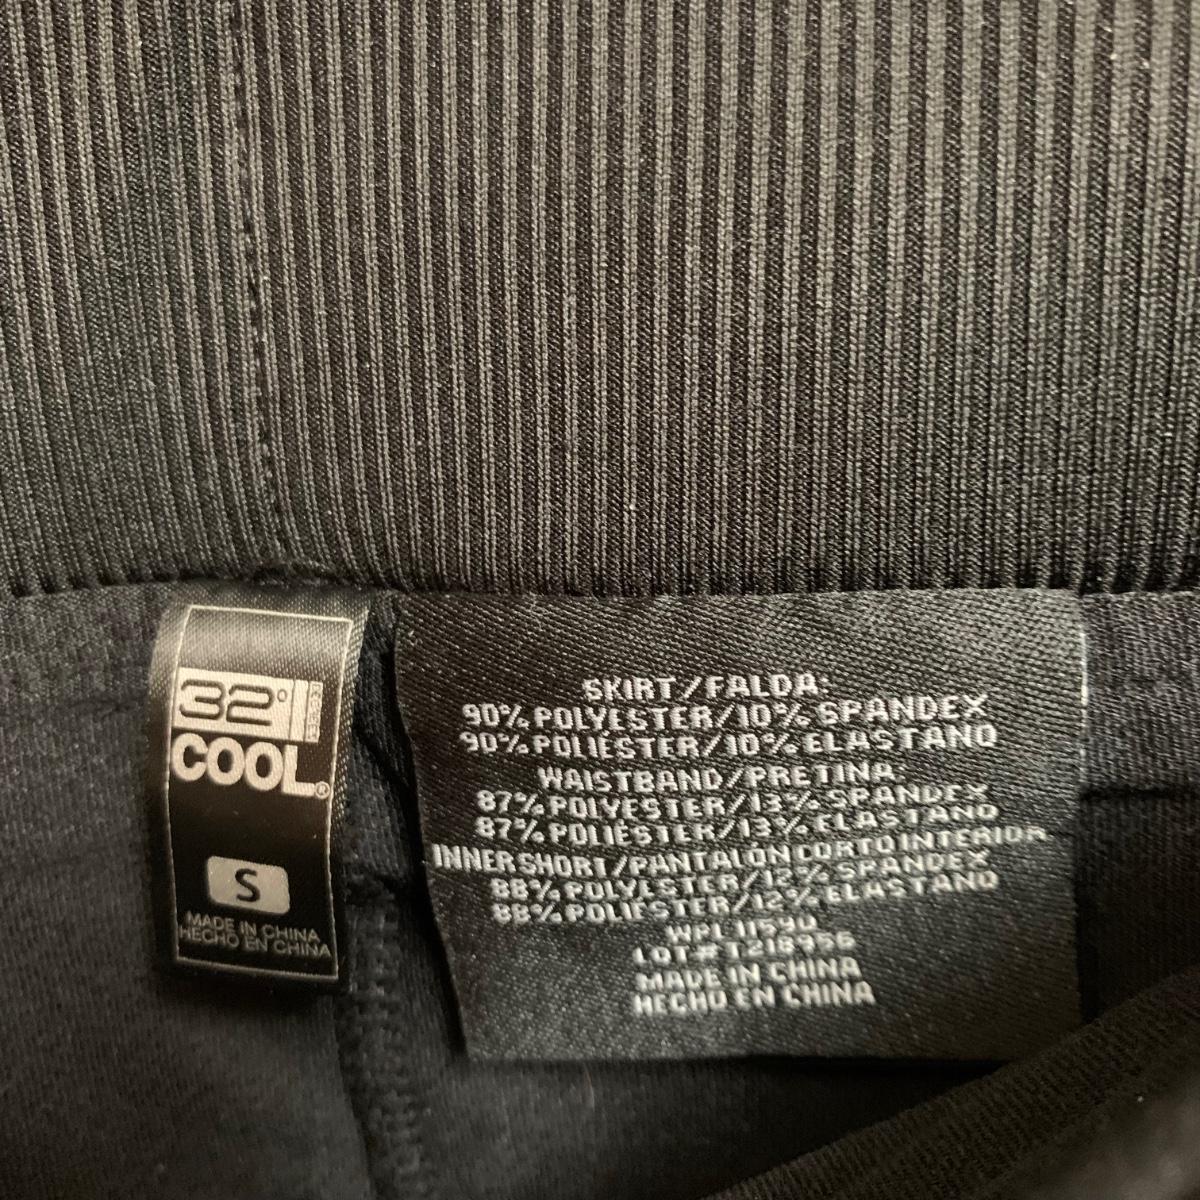 32°
COOL®
S
MADE IN CHINA
HECHO EN CHINA
SKIRT/FALDA:
90% POLYESTER/10% SPANDEX
90% POLIÉSTER/10% ELASTANO
WAISTBAND/PRETINA:
87% POLYESTER/13% SPANDEX
87% POLIÉSTER/13% ELASTANO
INNER SHORT/PANTALON CORTO INTERIOR
88% POLYESTER/12% SPANDEX
88% POLIÉSTER/12% ELASTANO
WPL 11590
LOT# T218956
MADE IN CHINA
HECHO EN CHINA